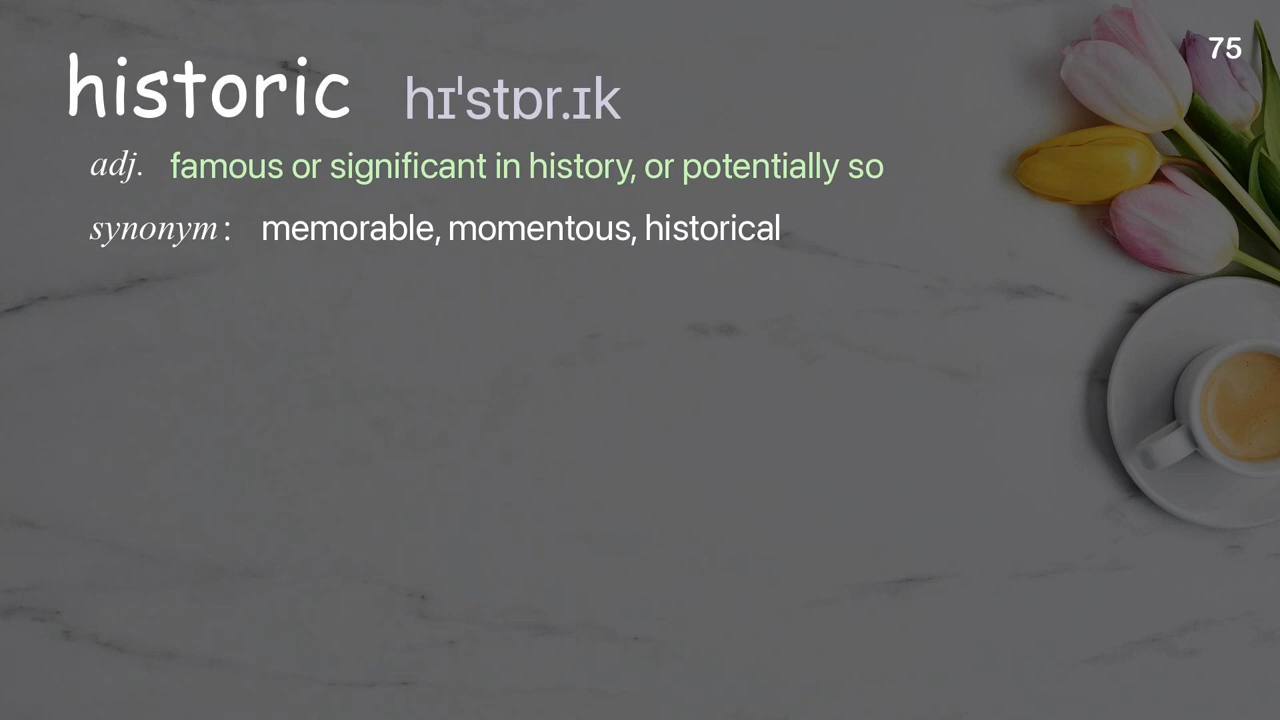 75
historic hɪˈstɒr.ɪk
adj. famous or significant in history, or potentially so
synonym: memorable, momentous, historical